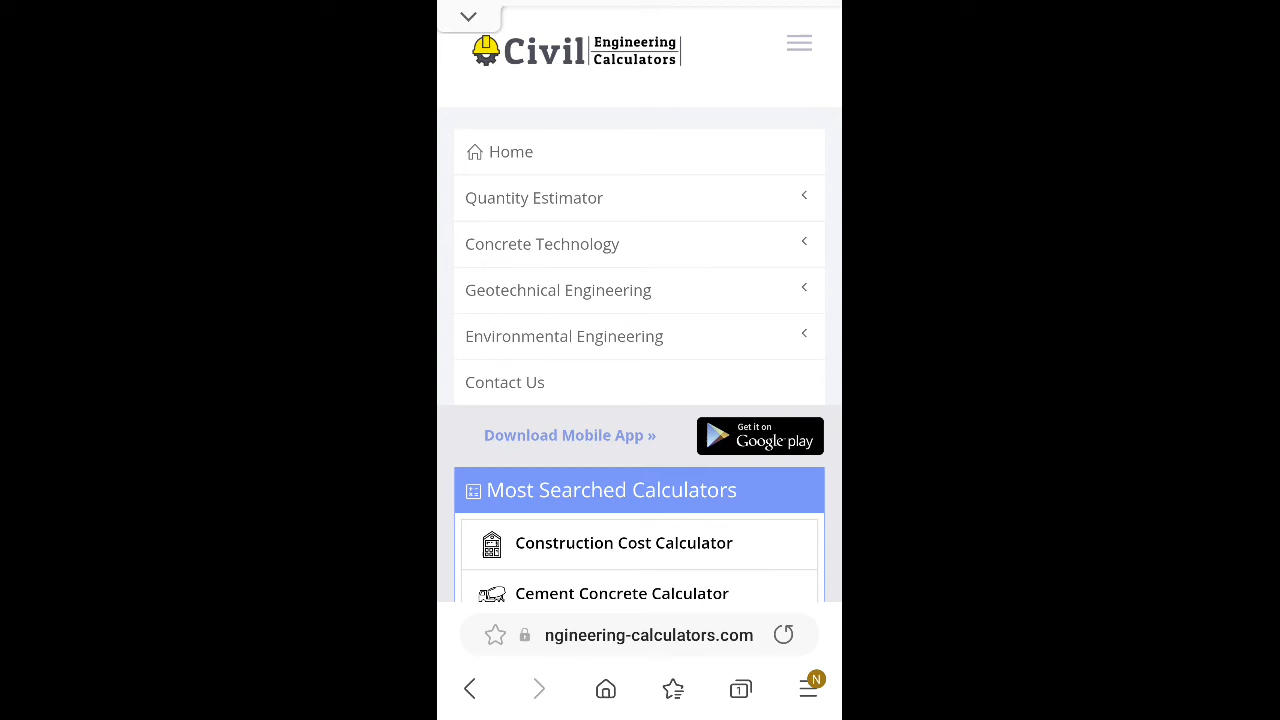 Civil Engineering
Calculators
Home
Quantity Estimator
Concrete Technology
Geotechnical Engineering
Environmental Engineering
Contact Us
Download Mobile App »
Get it on
Google play
Most Searched Calculators
Construction Cost Calculator
Cement Concrete Calculator
ngineering-calculators.com
1
N